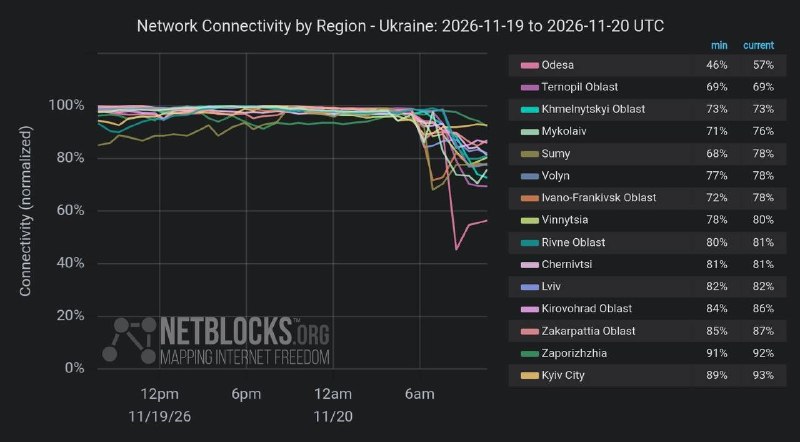 Network Connectivity by Region - Ukraine: 2026-11-19 to 2026-11-20 UTC
min current
Odesa 46% 57%
Ternopil Oblast 69% 69%
Khmelnytskyi Oblast 73% 73%
Mykolaiv 71% 76%
Sumy 68% 78%
Volyn 77% 78%
Ivano-Frankivsk Oblast 72% 78%
Vinnytsia 78% 80%
Rivne Oblast 80% 81%
Chernivtsi 81% 81%
Lviv 82% 82%
Kirovohrad Oblast 84% 86%
Zakarpattia Oblast 85% 87%
Zaporizhzhia 91% 92%
Kyiv City 89% 93%
Connectivity (normalized)
100%
80%
60%
40%
20%
0%
NETBLOCKS.ORG™
MAPPING INTERNET FREEDOM
12pm 6pm 12am 6am
11/19/26 11/20